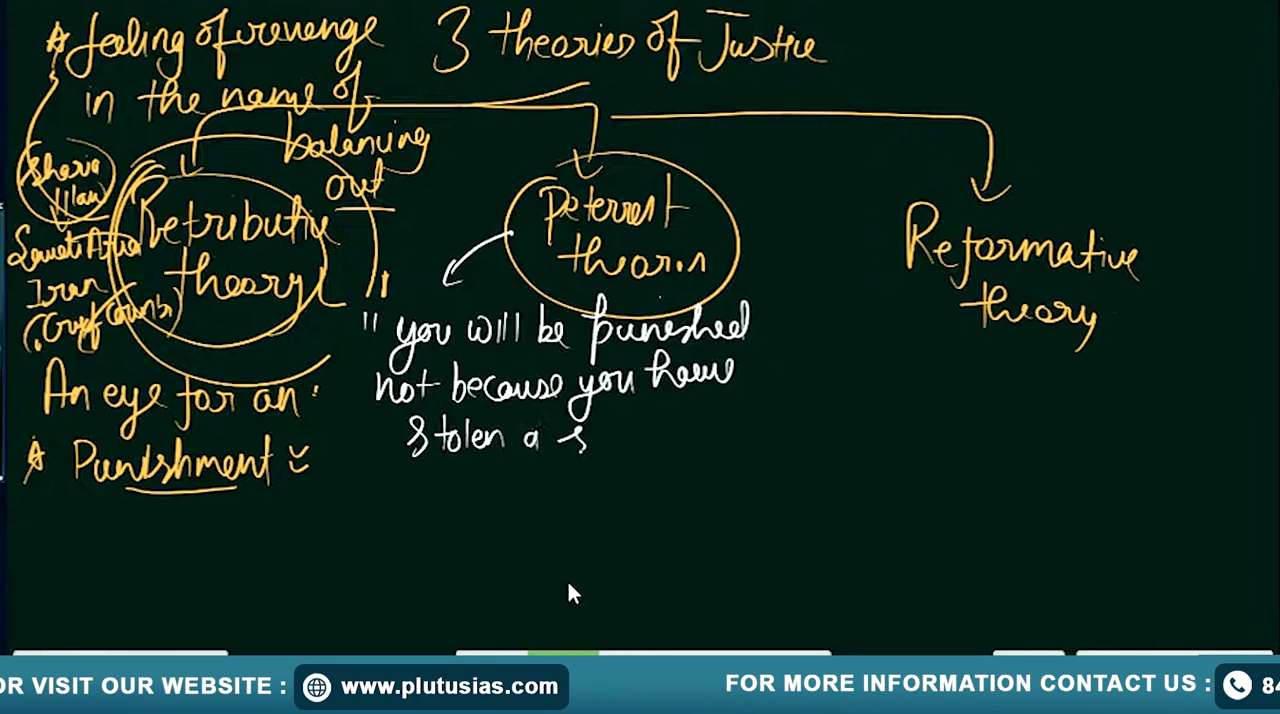 3 theories of Justice
* feeling of revenge
in the name of
balancing
out
Sharia
law
Iran
Retributive
theory
An eye for an
* Punishment
Deterrent
theory
"you will be punished
not because you have
stolen a s
Reformative
theory
OR VISIT OUR WEBSITE :
www.plutusias.com
FOR MORE INFORMATION CONTACT US :
84